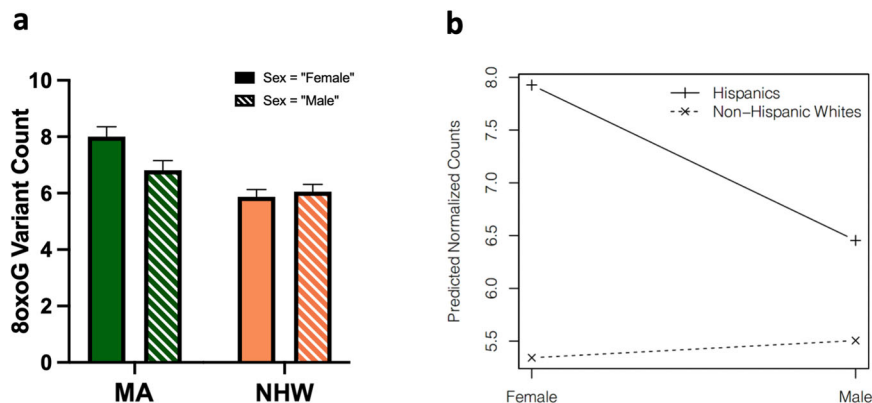 a
8oxoG Variant Count
10
8
6
4
2
0
Sex = "Female"
Sex = "Male"
MA
NHW
b
Predicted Normalized Counts
8.0
7.5
7.0
6.5
6.0
5.5
Hispanics
Non-Hispanic Whites
Female
Male